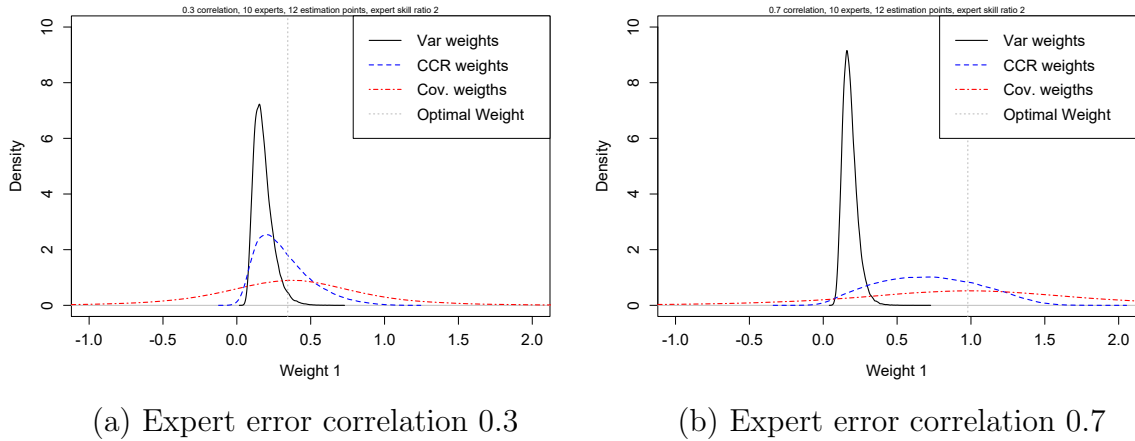 0.3 correlation, 10 experts, 12 estimation points, expert skill ratio 2
10
8
6
4
2
0
Density
Var weights
CCR weights
Cov. weigths
Optimal Weight
-1.0 0.0 0.5 1.0 1.5 2.0
Weight 1
(a) Expert error correlation 0.3
0.7 correlation, 10 experts, 12 estimation points, expert skill ratio 2
10
8
6
4
2
0
Density
Var weights
CCR weights
Cov. weigths
Optimal Weight
-1.0 0.0 0.5 1.0 1.5 2.0
Weight 1
(b) Expert error correlation 0.7